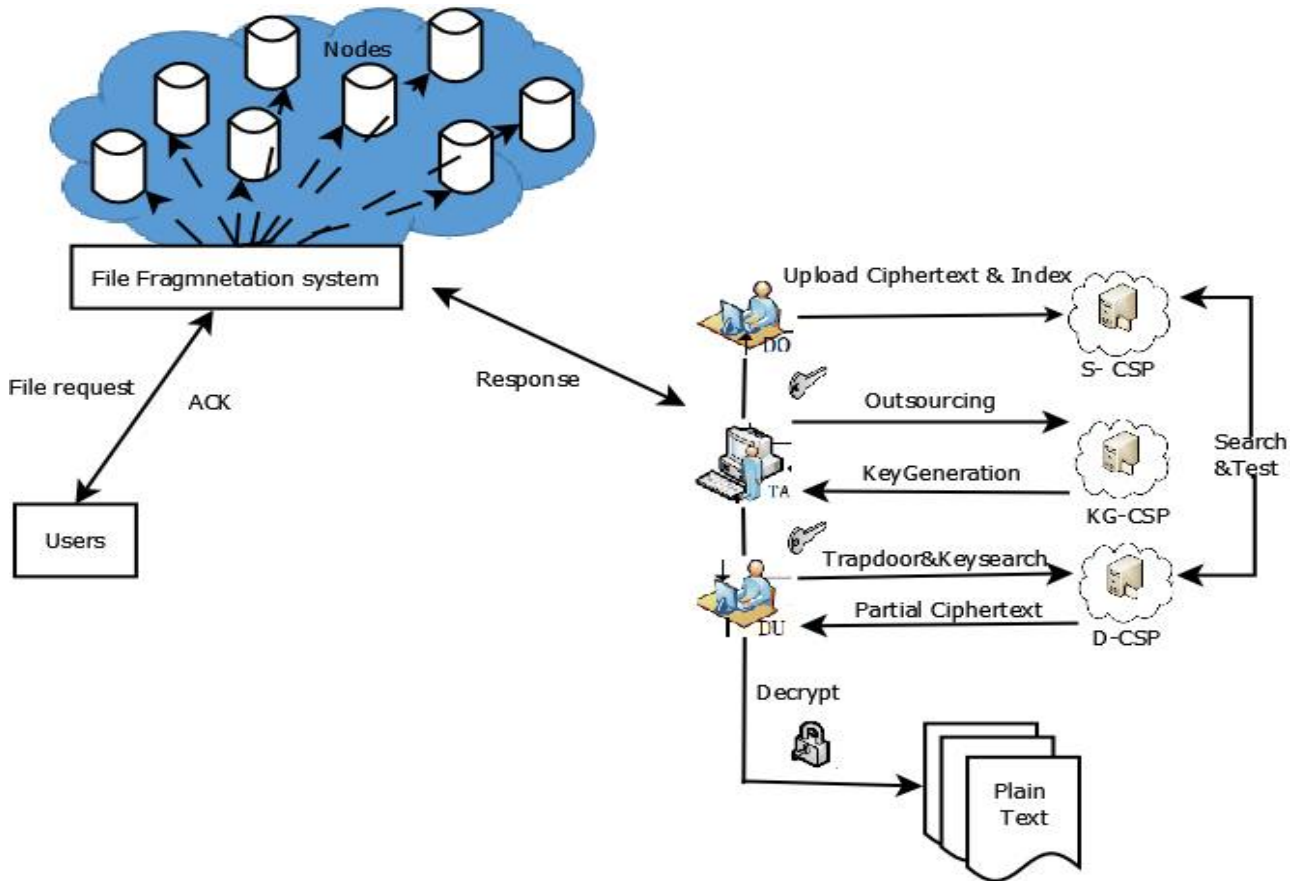 Nodes
File Fragmnetation system
File request
ACK
Users
Response
Upload Ciphertext & Index
DO
S- CSP
Outsourcing
KeyGeneration
TA
KG-CSP
Search
&Test
Trapdoor&Keysearch
Partial Ciphertext
DU
D-CSP
Decrypt
Plain
Text